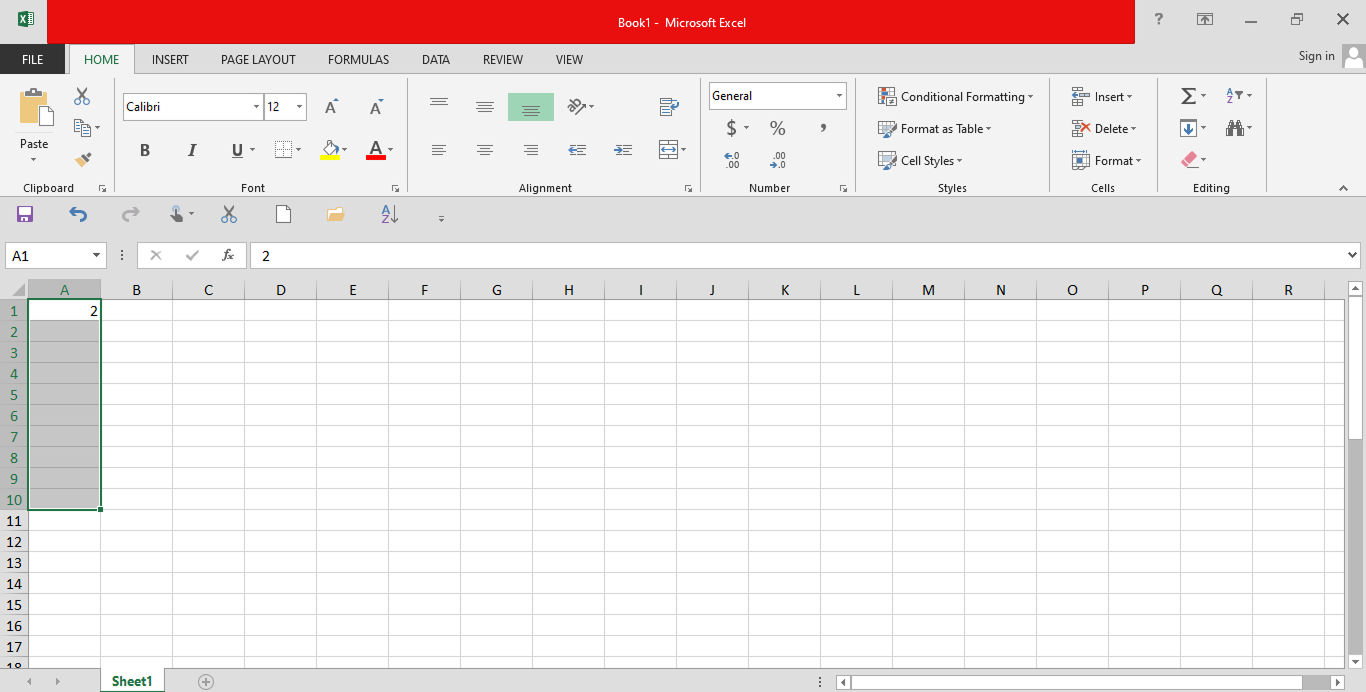 Book1 - Microsoft Excel
?
FILE HOME INSERT PAGE LAYOUT FORMULAS DATA REVIEW VIEW Sign in
Paste
Calibri 12 A A
B I U A
General
$ % ,
←.0 .00
.00 →.0
Conditional Formatting
Format as Table
Cell Styles
Insert
Delete
Format
Σ A Z
Clipboard Font Alignment Number Styles Cells Editing
A Z
A1 fx 2
A B C D E F G H I J K L M N O P Q R
1 2
2
3
4
5
6
7
8
9
10
11
12
13
14
15
16
17
18
Sheet1